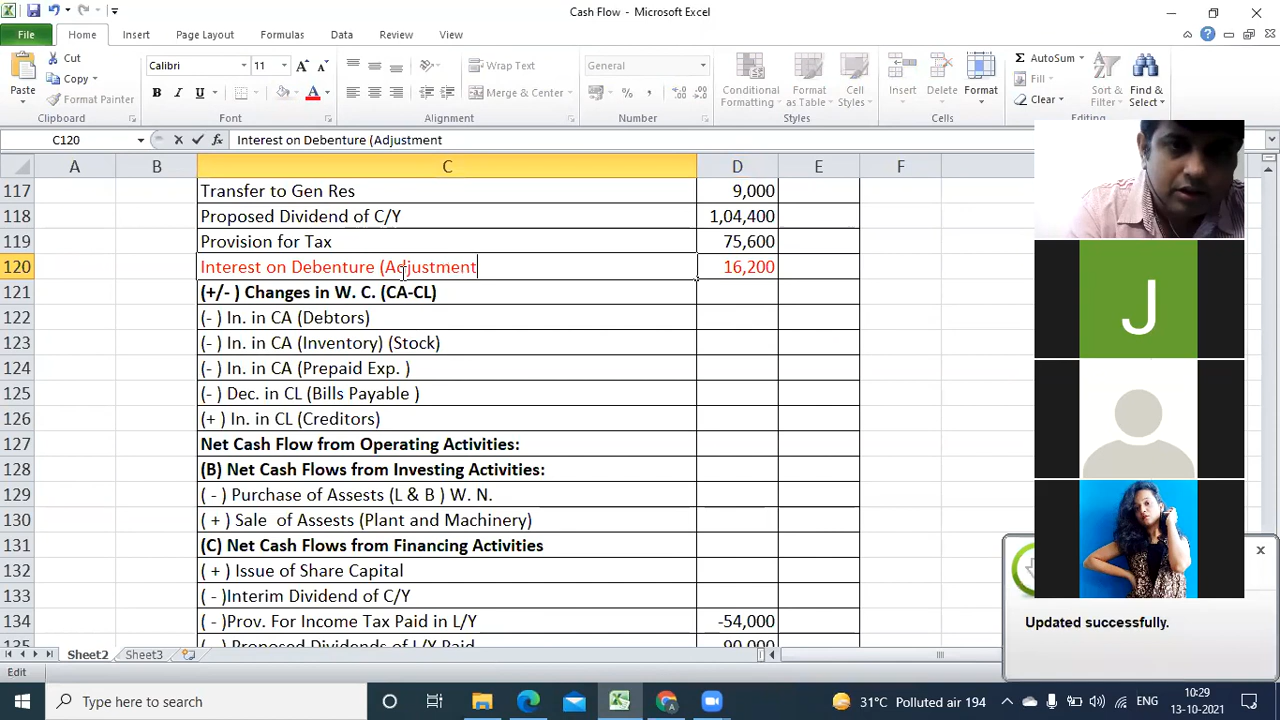 Cash Flow - Microsoft Excel
File Home Insert Page Layout Formulas Data Review View
Cut
Copy
Format Painter
Paste
Clipboard
Calibri 11
B I U
Font
Wrap Text
Merge & Center
Alignment
General
Number
Conditional Formatting
Format as Table
Cell Styles
Styles
Insert Delete Format
Cells
AutoSum
Fill
Clear
Sort & Filter
Find & Select
Editing
C120 fx Interest on Debenture (Adjustment
A B C D E F
117 Transfer to Gen Res 9,000
118 Proposed Dividend of C/Y 1,04,400
119 Provision for Tax 75,600
120 Interest on Debenture (Adjustment 16,200
121 (+/- ) Changes in W. C. (CA-CL)
122 (- ) In. in CA (Debtors)
123 (- ) In. in CA (Inventory) (Stock)
124 (- ) In. in CA (Prepaid Exp. )
125 (- ) Dec. in CL (Bills Payable )
126 (+ ) In. in CL (Creditors)
127 Net Cash Flow from Operating Activities:
128 (B) Net Cash Flows from Investing Activities:
129 ( - ) Purchase of Assests (L & B ) W. N.
130 ( + ) Sale  of Assests (Plant and Machinery)
131 (C) Net Cash Flows from Financing Activities
132 ( + ) Issue of Share Capital
133 ( - )Interim Dividend of C/Y
134 ( - )Prov. For Income Tax Paid in L/Y -54,000
135 ( - ) Proposed Dividends of L/Y Paid -90,000
J
Updated successfully.
Sheet2 Sheet3
Edit
Type here to search
31°C Polluted air 194
ENG
10:29
13-10-2021